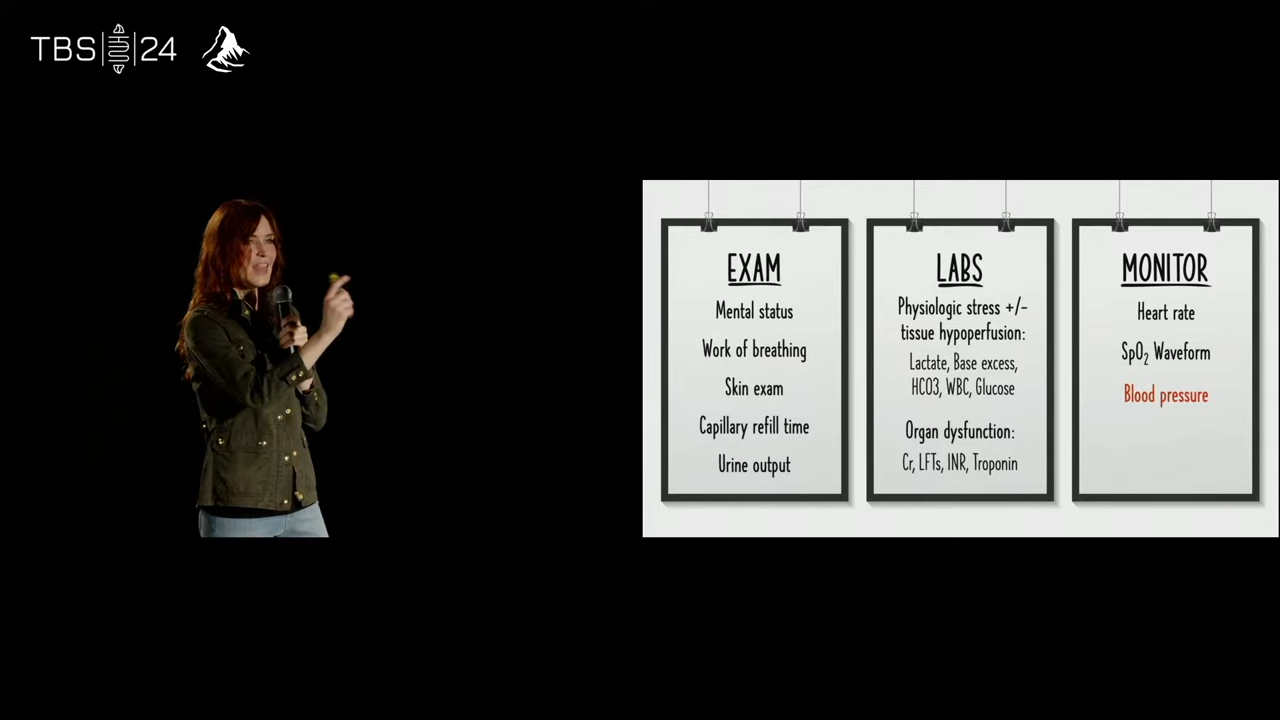 TBS 24
EXAM
Mental status
Work of breathing
Skin exam
Capillary refill time
Urine output
LABS
Physiologic stress +/-
tissue hypoperfusion:
Lactate, Base excess,
HCO3, WBC, Glucose
Organ dysfunction:
Cr, LFTs, INR, Troponin
MONITOR
Heart rate
SpO₂ Waveform
Blood pressure